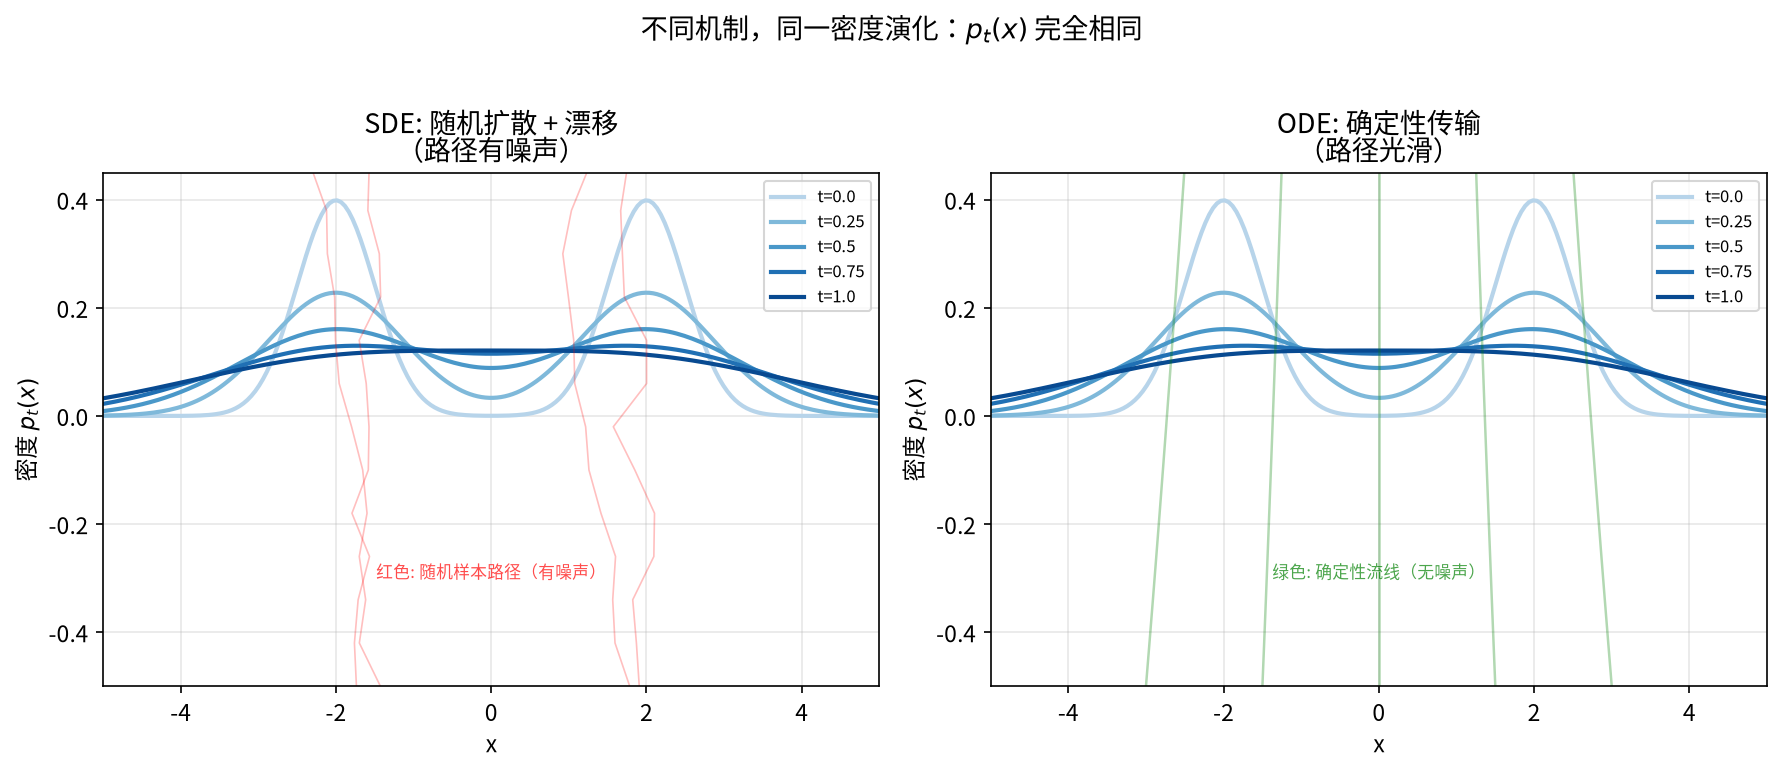 不同机制，同一密度演化：p_t(x) 完全相同
SDE: 随机扩散 + 漂移
（路径有噪声）
0.4
0.2
0.0
-0.2
-0.4
密度 p_t(x)
t=0.0
t=0.25
t=0.5
t=0.75
t=1.0
红色: 随机样本路径（有噪声）
-4
-2
0
2
4
x
ODE: 确定性传输
（路径光滑）
0.4
0.2
0.0
-0.2
-0.4
密度 p_t(x)
t=0.0
t=0.25
t=0.5
t=0.75
t=1.0
绿色: 确定性流线（无噪声）
-4
-2
0
2
4
x